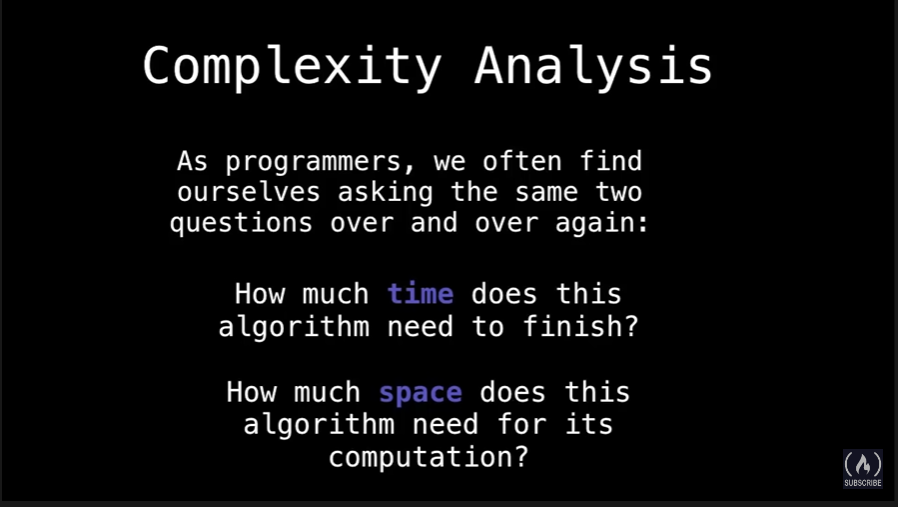 Complexity Analysis
As programmers, we often find
ourselves asking the same two
questions over and over again:
How much time does this
algorithm need to finish?
How much space does this
algorithm need for its
computation?
SUBSCRIBE